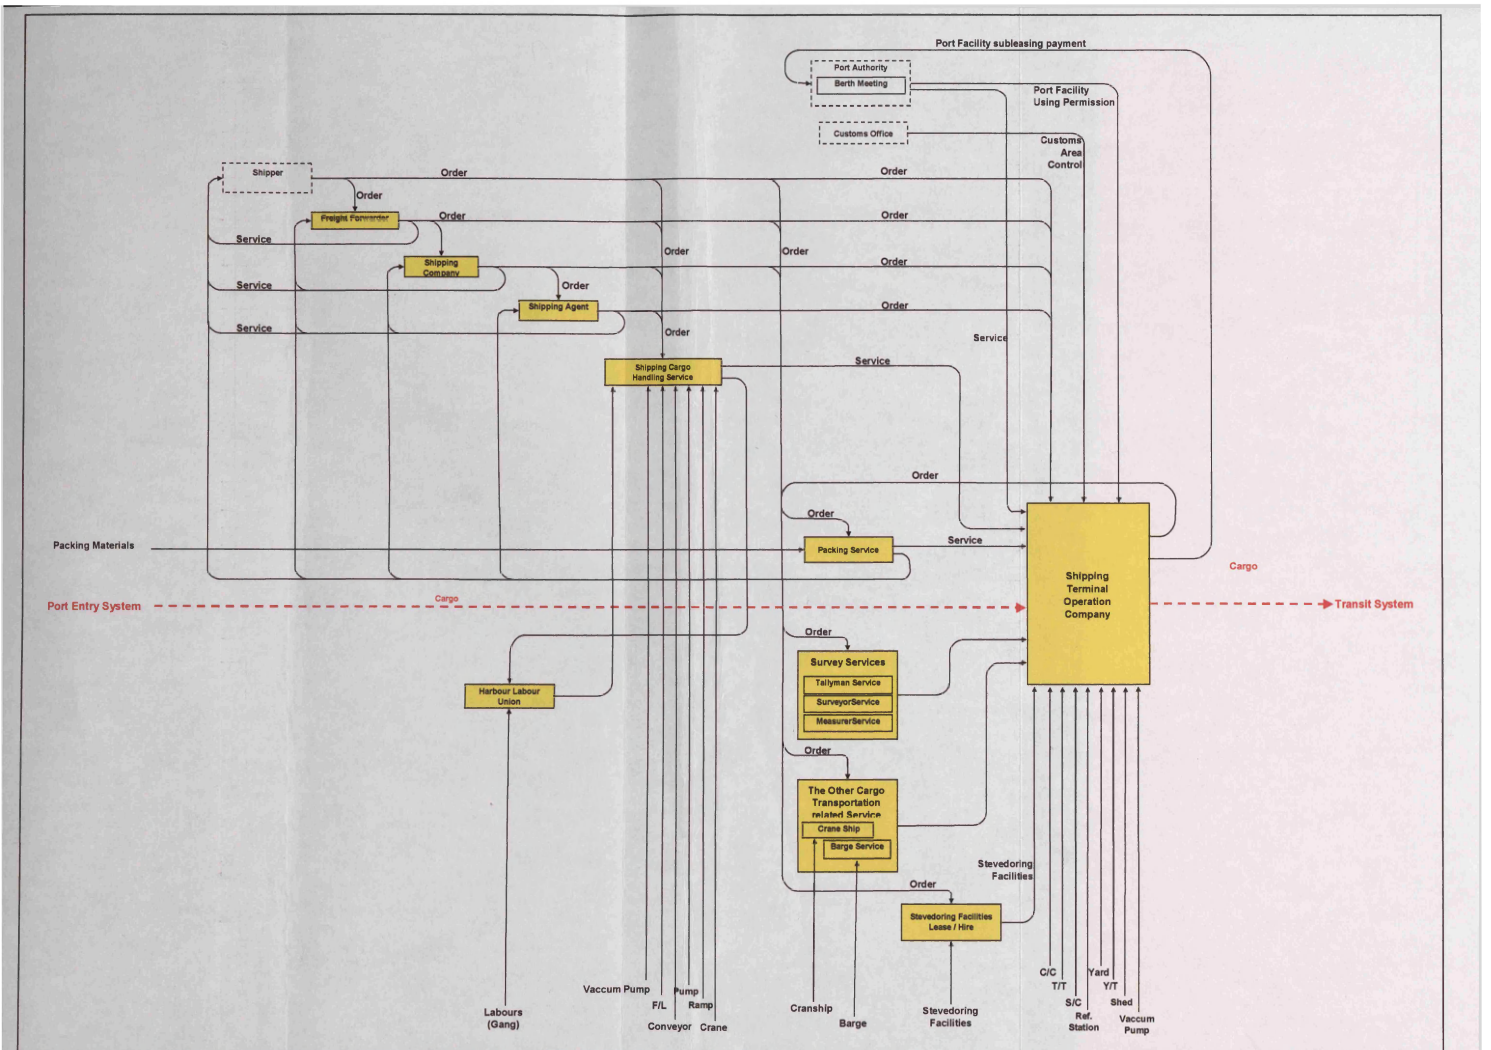 Port Facility subleasing payment
Port Authority
Berth Meeting
Port Facility
Using Permission
Customs Office
Customs
Area
Control
Shipper
Order
Order
Order
Freight Forwarder
Order
Order
Service
Order
Order
Shipping
Company
Order
Service
Order
Shipping Agent
Order
Service
Order
Service
Shipping Cargo
Handling Service
Service
Order
Order
Packing Materials
Packing Service
Service
Shipping
Terminal
Operation
Company
Cargo
Port Entry System
Cargo
Transit System
Order
Survey Services
Tallyman Service
SurveyorService
MeasurerService
Harbour Labour
Union
Order
The Other Cargo
Transportation
related Service
Crane Ship
Barge Service
Stevedoring
Facilities
Order
Stevedoring Facilities
Lease / Hire
C/C
T/T
S/C
Ref.
Station
Yard
Y/T
Shed
Vaccum
Pump
Vaccum Pump
F/L
Conveyor
Pump
Ramp
Crane
Labours
(Gang)
Cranship
Barge
Stevedoring
Facilities